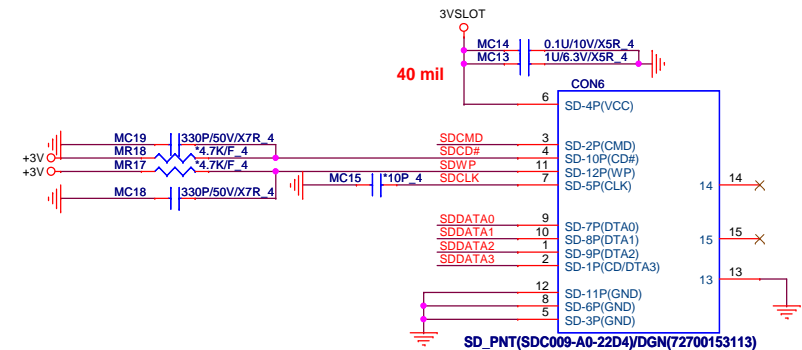 3VSLOT
MC14 0.1U/10V/X5R_4
MC13 1U/6.3V/X5R_4
40 mil
CON6
6 SD-4P(VCC)
MC19 330P/50V/X7R_4
SDCMD 3 SD-2P(CMD)
+3V MR18 *4.7K/F_4 SDCD# 4 SD-10P(CD#)
+3V MR17 *4.7K/F_4 SDWP 11 SD-12P(WP)
MC15 *10P_4 SDCLK 7 SD-5P(CLK)
14 14
MC18 330P/50V/X7R_4
SDDATA0 9 SD-7P(DTA0)
SDDATA1 10 SD-8P(DTA1)
15 15
SDDATA2 1 SD-9P(DTA2)
SDDATA3 2 SD-1P(CD/DTA3)
13 13
12 SD-11P(GND)
8 SD-6P(GND)
5 SD-3P(GND)
SD_PNT(SDC009-A0-22D4)/DGN(72700153113)